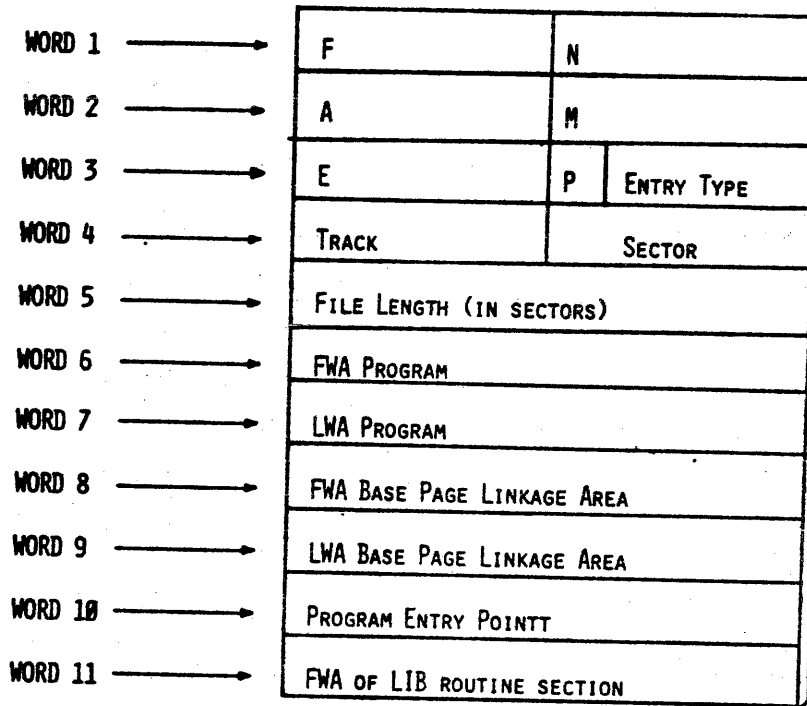 WORD 1 F N
WORD 2 A M
WORD 3 E P ENTRY TYPE
WORD 4 TRACK SECTOR
WORD 5 FILE LENGTH (IN SECTORS)
WORD 6 FWA PROGRAM
WORD 7 LWA PROGRAM
WORD 8 FWA BASE PAGE LINKAGE AREA
WORD 9 LWA BASE PAGE LINKAGE AREA
WORD 10 PROGRAM ENTRY POINTT
WORD 11 FWA OF LIB ROUTINE SECTION